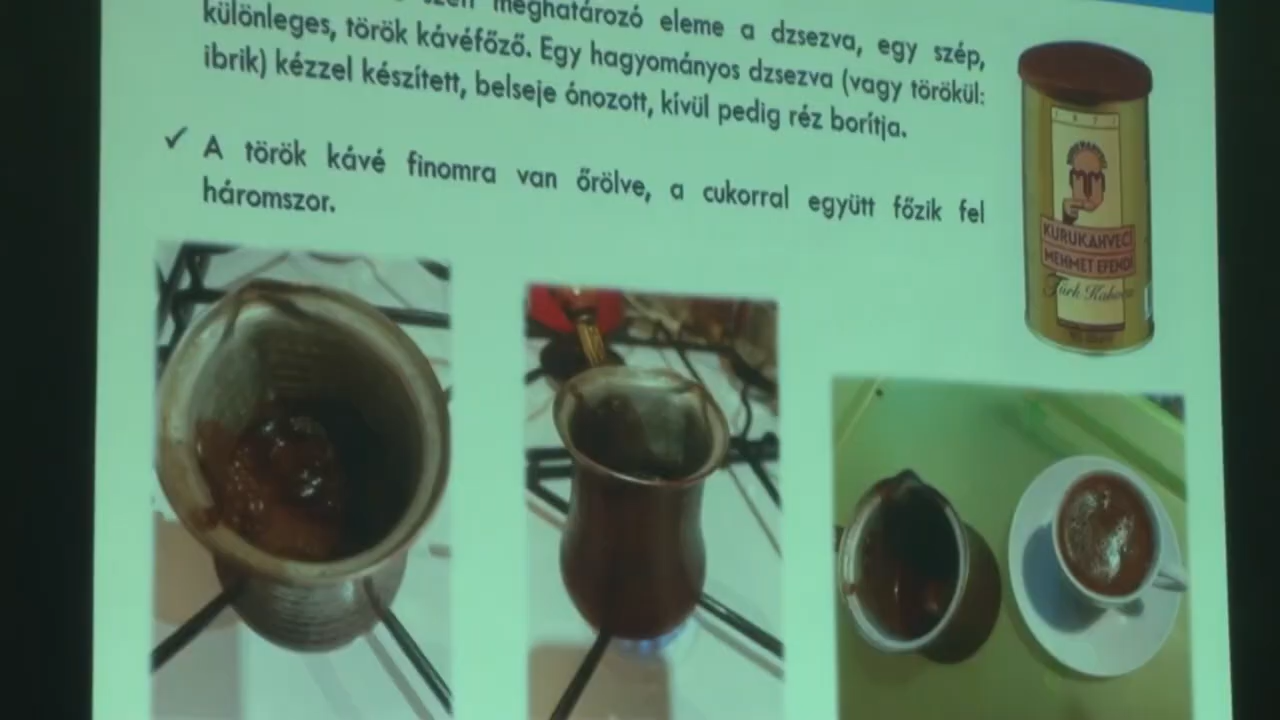 meghatározó eleme a dzsezva, egy szép,
különleges, török kávéfőző. Egy hagyományos dzsezva (vagy törökül:
ibrik) kézzel készített, belseje ónozott, kívül pedig réz borítja.
✓ A török kávé finomra van őrölve, a cukorral együtt főzik fel
háromszor.
1871
KURUKAHVECİ
MEHMET EFENDİ
Türk Kahvesi